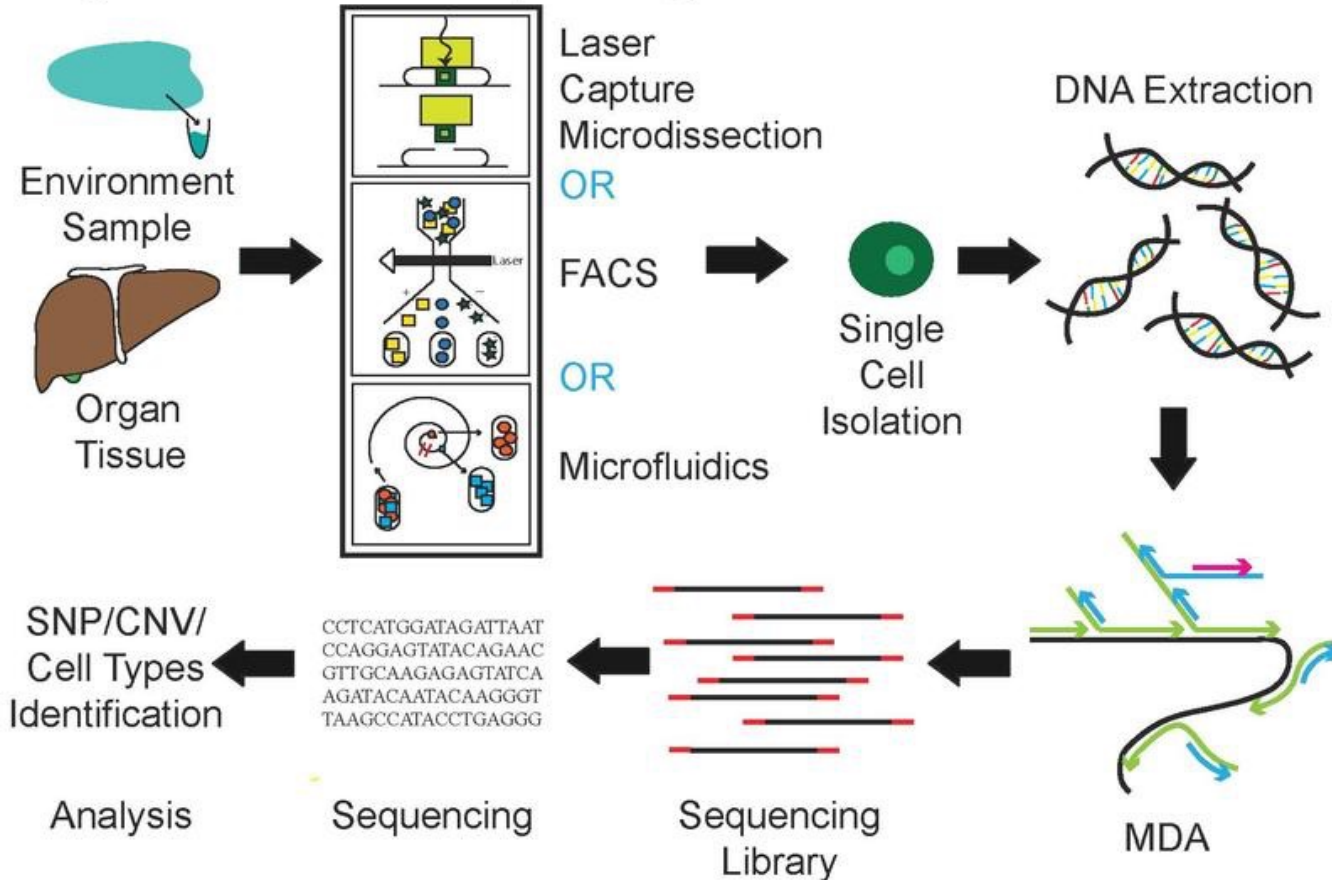 Environment
Sample
Organ
Tissue
Laser
Capture
Microdissection
OR
Laser
+
−
FACS
OR
Microfluidics
Single
Cell
Isolation
DNA Extraction
MDA
Sequencing
Library
CCTCATGGATAGATTAAT
CCAGGAGTATACAGAAC
GTTGCAAGAGAGTATCA
AGATACAATACAAGGGT
TAAGCCATACCTGAGGG
Sequencing
SNP/CNV/
Cell Types
Identification
Analysis